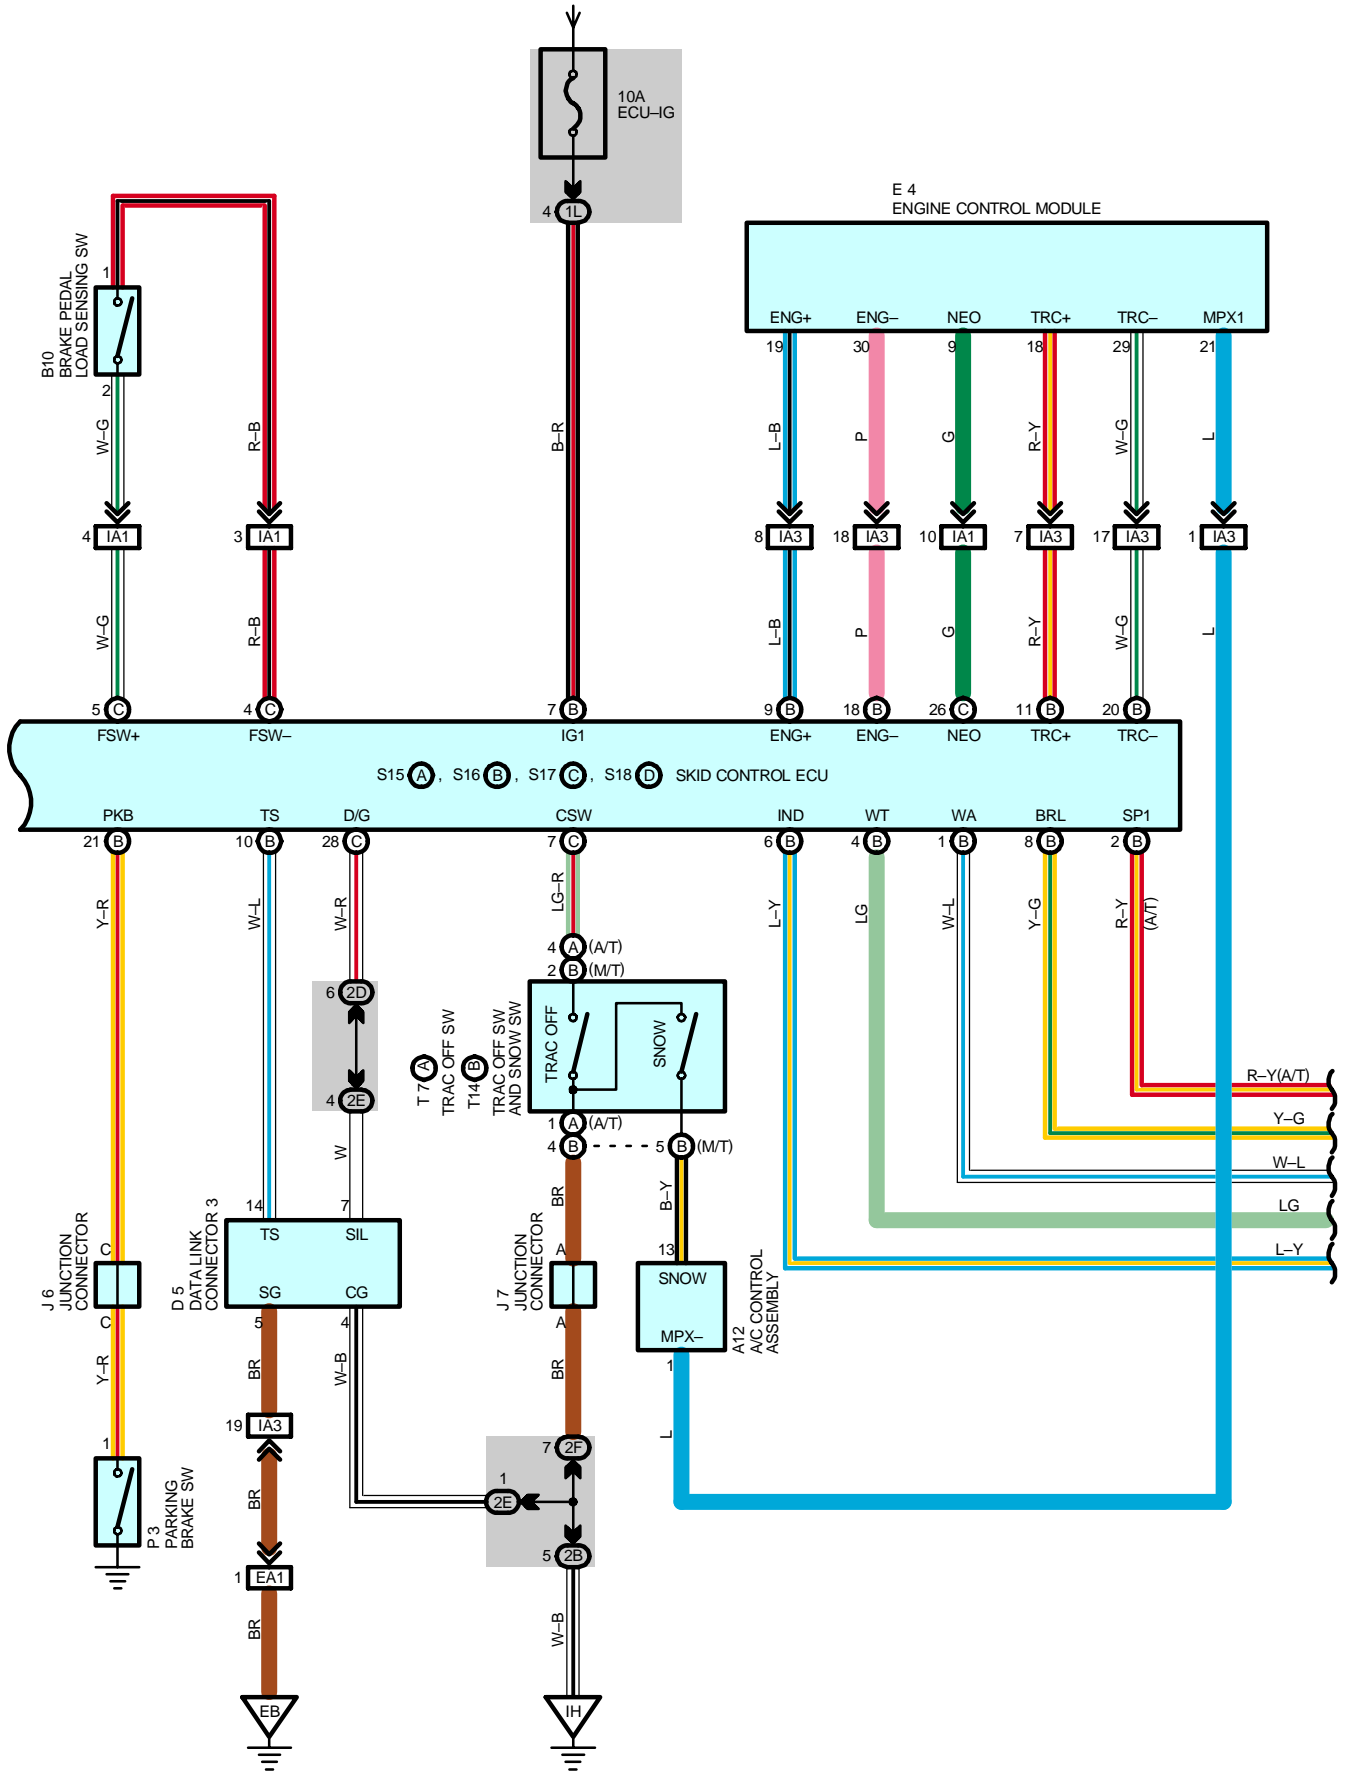 10A
ECU–IG
4 1L
E 4
ENGINE CONTROL MODULE
ENG+ ENG– NEO TRC+ TRC– MPX1
19 30 9 18 29 21
B10
BRAKE PEDAL
LOAD SENSING SW
1
2
W–G R–B B–R L–B P G R–Y W–G L
4 IA1 3 IA1 8 IA3 18 IA3 10 IA1 7 IA3 17 IA3 1 IA3
W–G R–B L–B P G R–Y W–G L
5 C 4 C 7 B 9 B 18 B 26 C 11 B 20 B
FSW+ FSW– IG1 ENG+ ENG– NEO TRC+ TRC–
S15 A , S16 B , S17 C , S18 D SKID CONTROL ECU
PKB TS D/G CSW IND WT WA BRL SP1
21 B 10 B 28 C 7 C 6 B 4 B 1 B 8 B 2 B
Y–R W–L W–R LG–R L–Y LG W–L Y–G R–Y
(A/T)
4 A (A/T)
2 B (M/T)
6 2D
4 2E
T 7 A
TRAC OFF SW
T14 B
TRAC OFF SW
AND SNOW SW
TRAC OFF
SNOW
1 A (A/T)
4 B 5 B (M/T)
R–Y(A/T)
Y–G
W–L
LG
L–Y
W
BR
B–Y
14 7
D 5
DATA LINK
CONNECTOR 3
TS SIL
SG CG
5 4
J 6
JUNCTION
CONNECTOR
C
C
J 7
JUNCTION
CONNECTOR
A
A
13
SNOW
MPX–
1
A12
A/C CONTROL
ASSEMBLY
Y–R BR W–B BR L
19 IA3
1
P 3
PARKING
BRAKE SW
BR
7 2F
1
2E
5 2B
1 EA1
BR
W–B
EB
IH